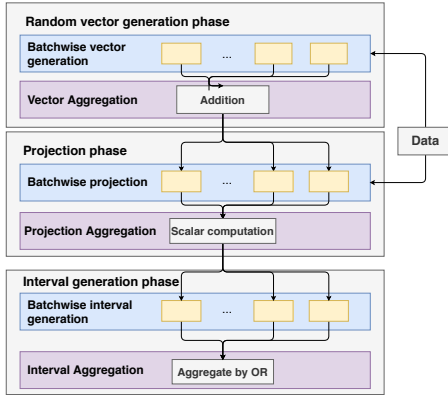 Random vector generation phase
Batchwise vector
generation
...
Vector Aggregation
Addition
Data
Projection phase
Batchwise projection
...
Projection Aggregation
Scalar computation
Interval generation phase
Batchwise interval
generation
...
Interval Aggregation
Aggregate by OR